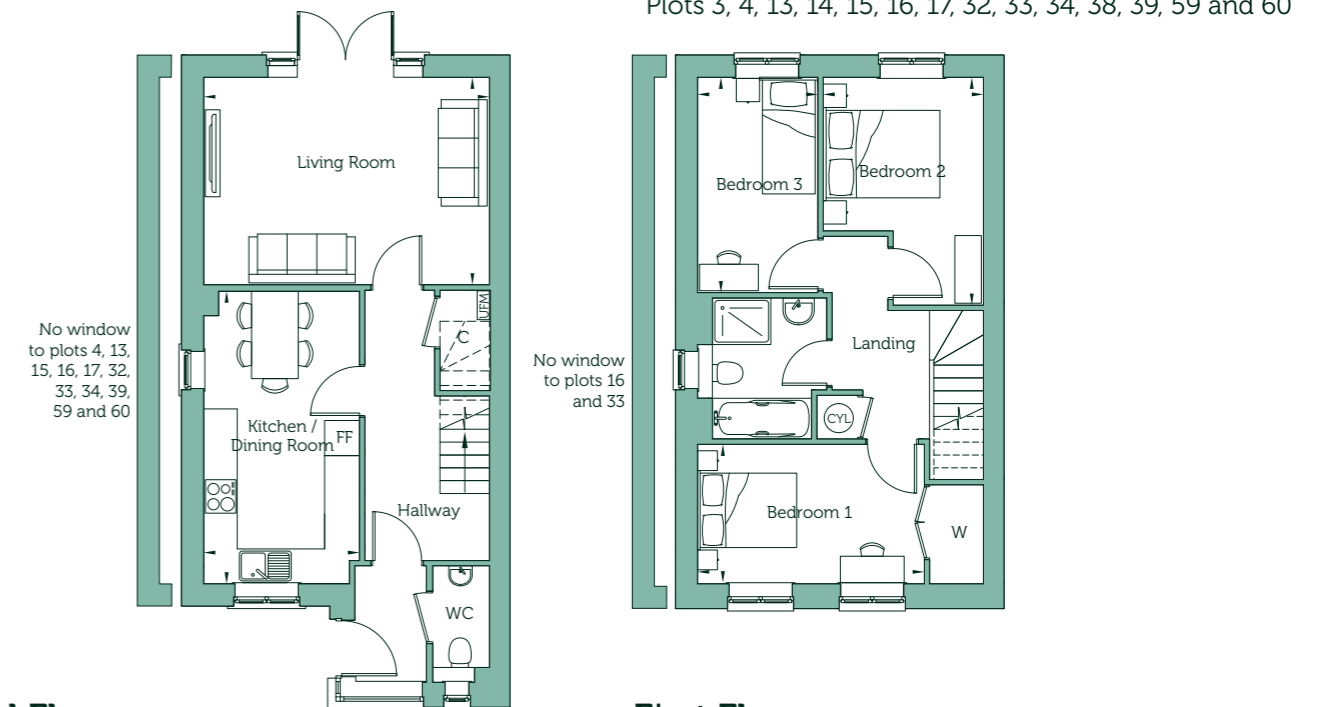 Plots 3, 4, 13, 14, 15, 16, 17, 32, 33, 34, 38, 39, 59 and 60
Living Room
No window
to plots 4, 13,
15, 16, 17, 32,
33, 34, 39,
59 and 60
UFM
C
Kitchen /
Dining Room
FF
Hallway
WC
Bedroom 3
Bedroom 2
No window
to plots 16
and 33
Landing
CYL
Bedroom 1
W